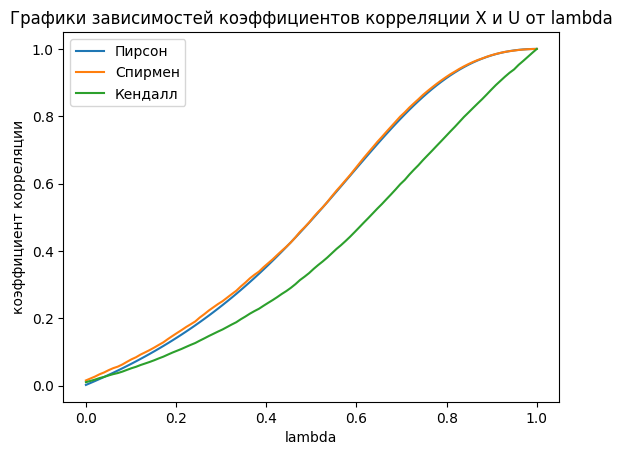 Графики зависимостей коэффициентов корреляции X и U от lambda
Пирсон
Спирмен
Кендалл
коэффициент корреляции
1.0
0.8
0.6
0.4
0.2
0.0
0.0 0.2 0.4 0.6 0.8 1.0
lambda